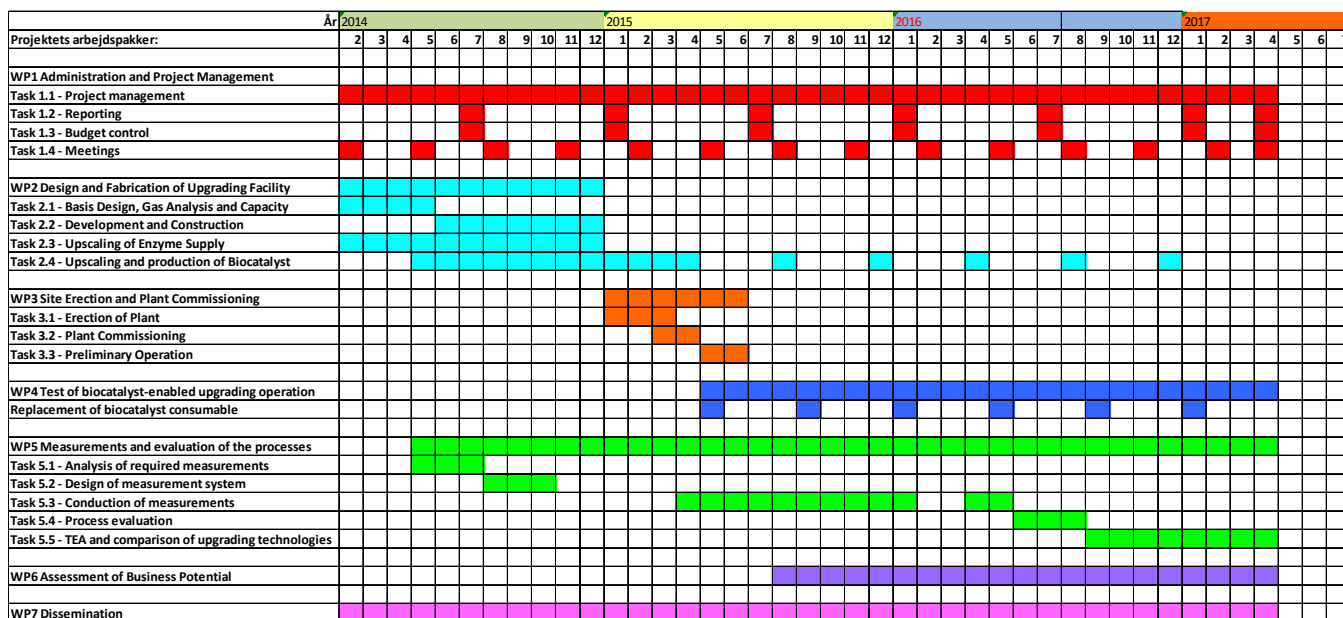 År 2014 2015 2016 2017
Projektets arbejdspakker: 2 3 4 5 6 7 8 9 10 11 12 1 2 3 4 5 6 7 8 9 10 11 12 1 2 3 4 5 6 7 8 9 10 11 12 1 2 3 4 5 6
WP1 Administration and Project Management
Task 1.1 - Project management
Task 1.2 - Reporting
Task 1.3 - Budget control
Task 1.4 - Meetings
WP2 Design and Fabrication of Upgrading Facility
Task 2.1 - Basis Design, Gas Analysis and Capacity
Task 2.2 - Development and Construction
Task 2.3 - Upscaling of Enzyme Supply
Task 2.4 - Upscaling and production of Biocatalyst
WP3 Site Erection and Plant Commissioning
Task 3.1 - Erection of Plant
Task 3.2 - Plant Commissioning
Task 3.3 - Preliminary Operation
WP4 Test of biocatalyst-enabled upgrading operation
Replacement of biocatalyst consumable
WP5 Measurements and evaluation of the processes
Task 5.1 - Analysis of required measurements
Task 5.2 - Design of measurement system
Task 5.3 - Conduction of measurements
Task 5.4 - Process evaluation
Task 5.5 - TEA and comparison of upgrading technologies
WP6 Assessment of Business Potential
WP7 Dissemination